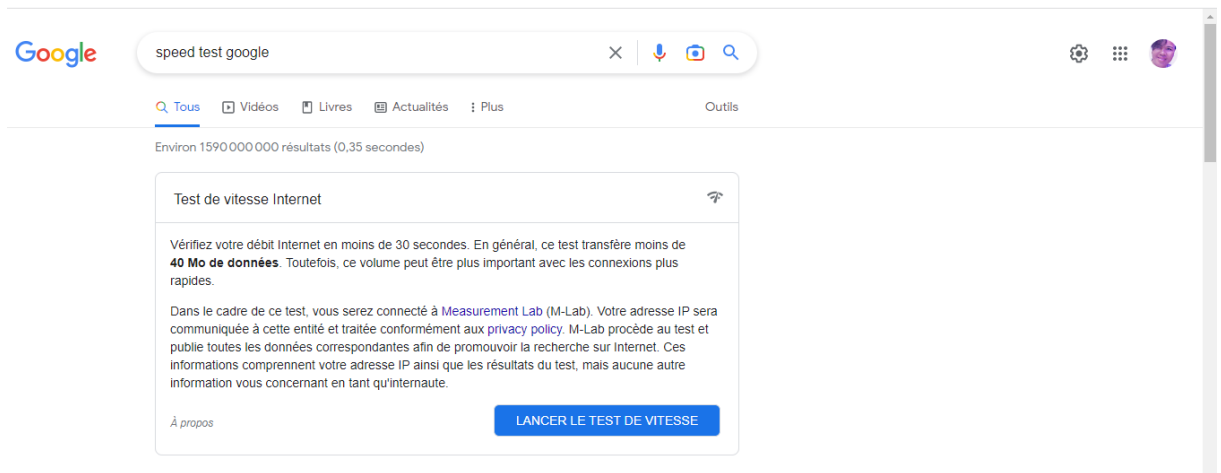 Google
speed test google
Tous Vidéos Livres Actualités Plus Outils
Environ 1 590 000 000 résultats (0,35 secondes)
Test de vitesse Internet
Vérifiez votre débit Internet en moins de 30 secondes. En général, ce test transfère moins de
40 Mo de données. Toutefois, ce volume peut être plus important avec les connexions plus
rapides.
Dans le cadre de ce test, vous serez connecté à Measurement Lab (M-Lab). Votre adresse IP sera
communiquée à cette entité et traitée conformément aux privacy policy. M-Lab procède au test et
publie toutes les données correspondantes afin de promouvoir la recherche sur Internet. Ces
informations comprennent votre adresse IP ainsi que les résultats du test, mais aucune autre
information vous concernant en tant qu'internaute.
À propos
LANCER LE TEST DE VITESSE